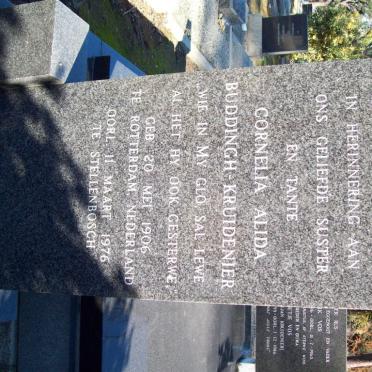 IN HERINNERING AAN
ONS GELIEFDE SUSTER
EN TANTE
CORNELIA ALIDA
BUDDINGH KRUIDENIER
WIE IN MY GLO, SAL LEWE
AL HET HY OOK GESTERWE
GEB. 20 MEI 1906
TE ROTTERDAM, NEDERLAND
OORL. 11 MAART 1976
TE STELLENBOSCH
VOS